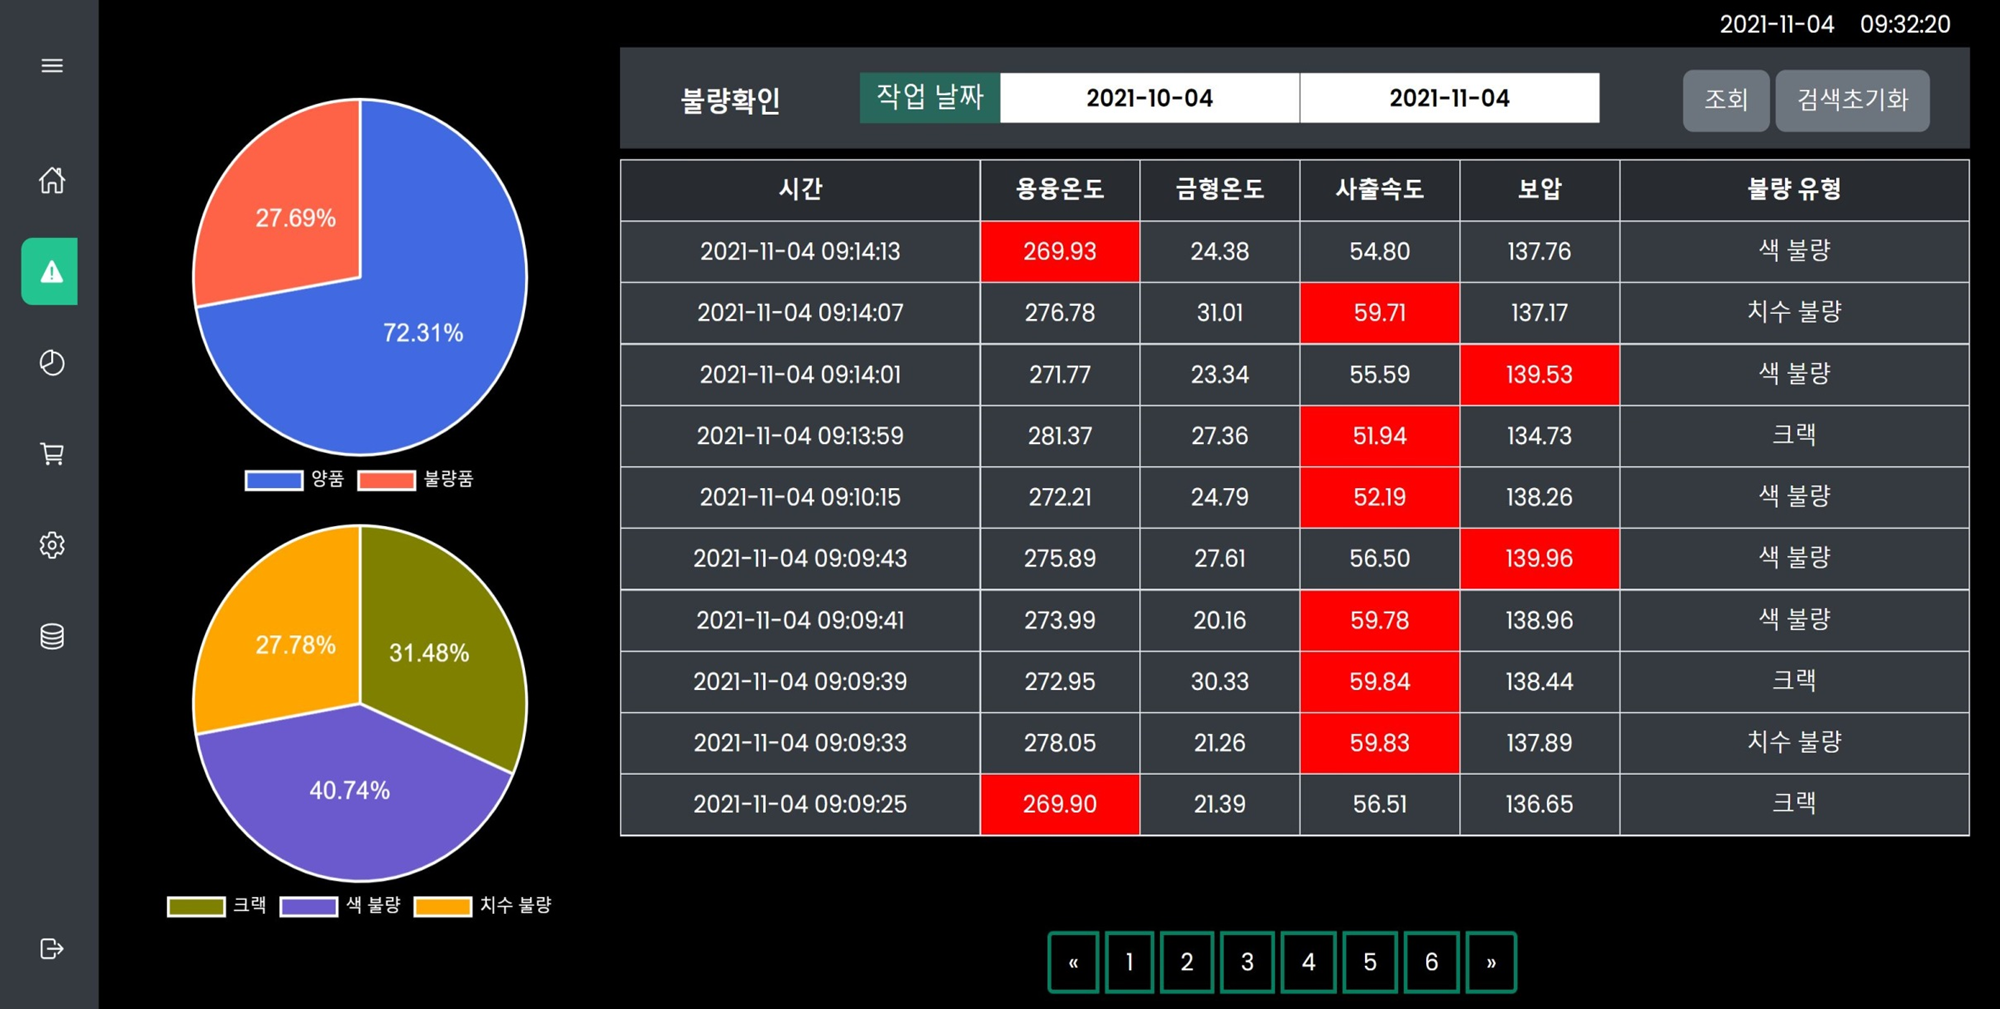 2021-11-04 09:32:20
불량확인 작업 날짜 2021-10-04 2021-11-04 조회 검색초기화
27.69%
72.31%
양품 불량품
31.48%
27.78%
40.74%
크랙 색 불량 치수 불량
시간 용융온도 금형온도 사출속도 보압 불량 유형
2021-11-04 09:14:13 269.93 24.38 54.80 137.76 색 불량
2021-11-04 09:14:07 276.78 31.01 59.71 137.17 치수 불량
2021-11-04 09:14:01 271.77 23.34 55.59 139.53 색 불량
2021-11-04 09:13:59 281.37 27.36 51.94 134.73 크랙
2021-11-04 09:10:15 272.21 24.79 52.19 138.26 색 불량
2021-11-04 09:09:43 275.89 27.61 56.50 139.96 색 불량
2021-11-04 09:09:41 273.99 20.16 59.78 138.96 색 불량
2021-11-04 09:09:39 272.95 30.33 59.84 138.44 크랙
2021-11-04 09:09:33 278.05 21.26 59.83 137.89 치수 불량
2021-11-04 09:09:25 269.90 21.39 56.51 136.65 크랙
« 1 2 3 4 5 6 »